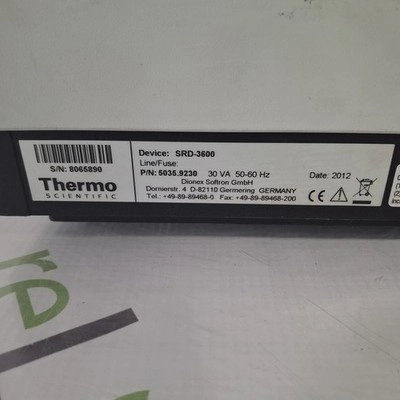 S/N: 8065890
Thermo
SCIENTIFIC
Device: SRD-3600
Line/Fuse:
P/N: 5035.9230 30 VA 50-60 Hz
Dionex Softron GmbH
Dornierstr. 4 D-82110 Germering GERMANY
Tel.: +49-89-89468-0 Fax: +49-89-89468-200
Date: 2012
CE